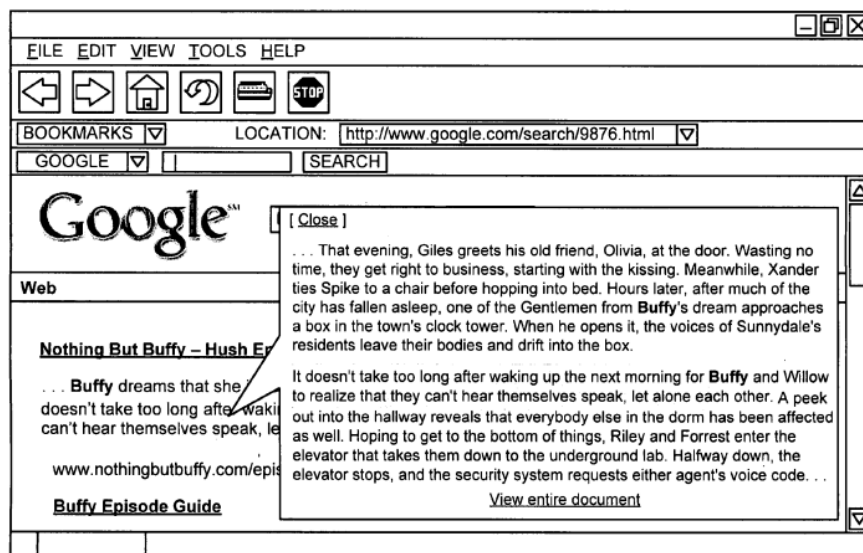 FILE EDIT VIEW TOOLS HELP
STOP
BOOKMARKS LOCATION: http://www.google.com/search/9876.html
GOOGLE SEARCH
Google SM
Web
Nothing But Buffy – Hush Ep
. . . Buffy dreams that she
doesn't take too long after waki
can't hear themselves speak, le
www.nothingbutbuffy.com/epis
Buffy Episode Guide
[ Close ]
. . . That evening, Giles greets his old friend, Olivia, at the door. Wasting no
time, they get right to business, starting with the kissing. Meanwhile, Xander
ties Spike to a chair before hopping into bed. Hours later, after much of the
city has fallen asleep, one of the Gentlemen from Buffy's dream approaches
a box in the town's clock tower. When he opens it, the voices of Sunnydale's
residents leave their bodies and drift into the box.
It doesn't take too long after waking up the next morning for Buffy and Willow
to realize that they can't hear themselves speak, let alone each other. A peek
out into the hallway reveals that everybody else in the dorm has been affected
as well. Hoping to get to the bottom of things, Riley and Forrest enter the
elevator that takes them down to the underground lab. Halfway down, the
elevator stops, and the security system requests either agent's voice code. . .
View entire document